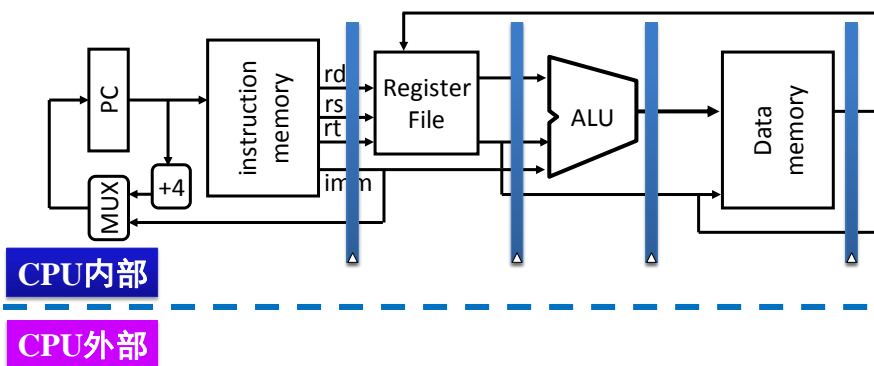 PC
+4
MUX
instruction
memory
rd
rs
rt
imm
Register
File
ALU
Data
memory
CPU内部
CPU外部